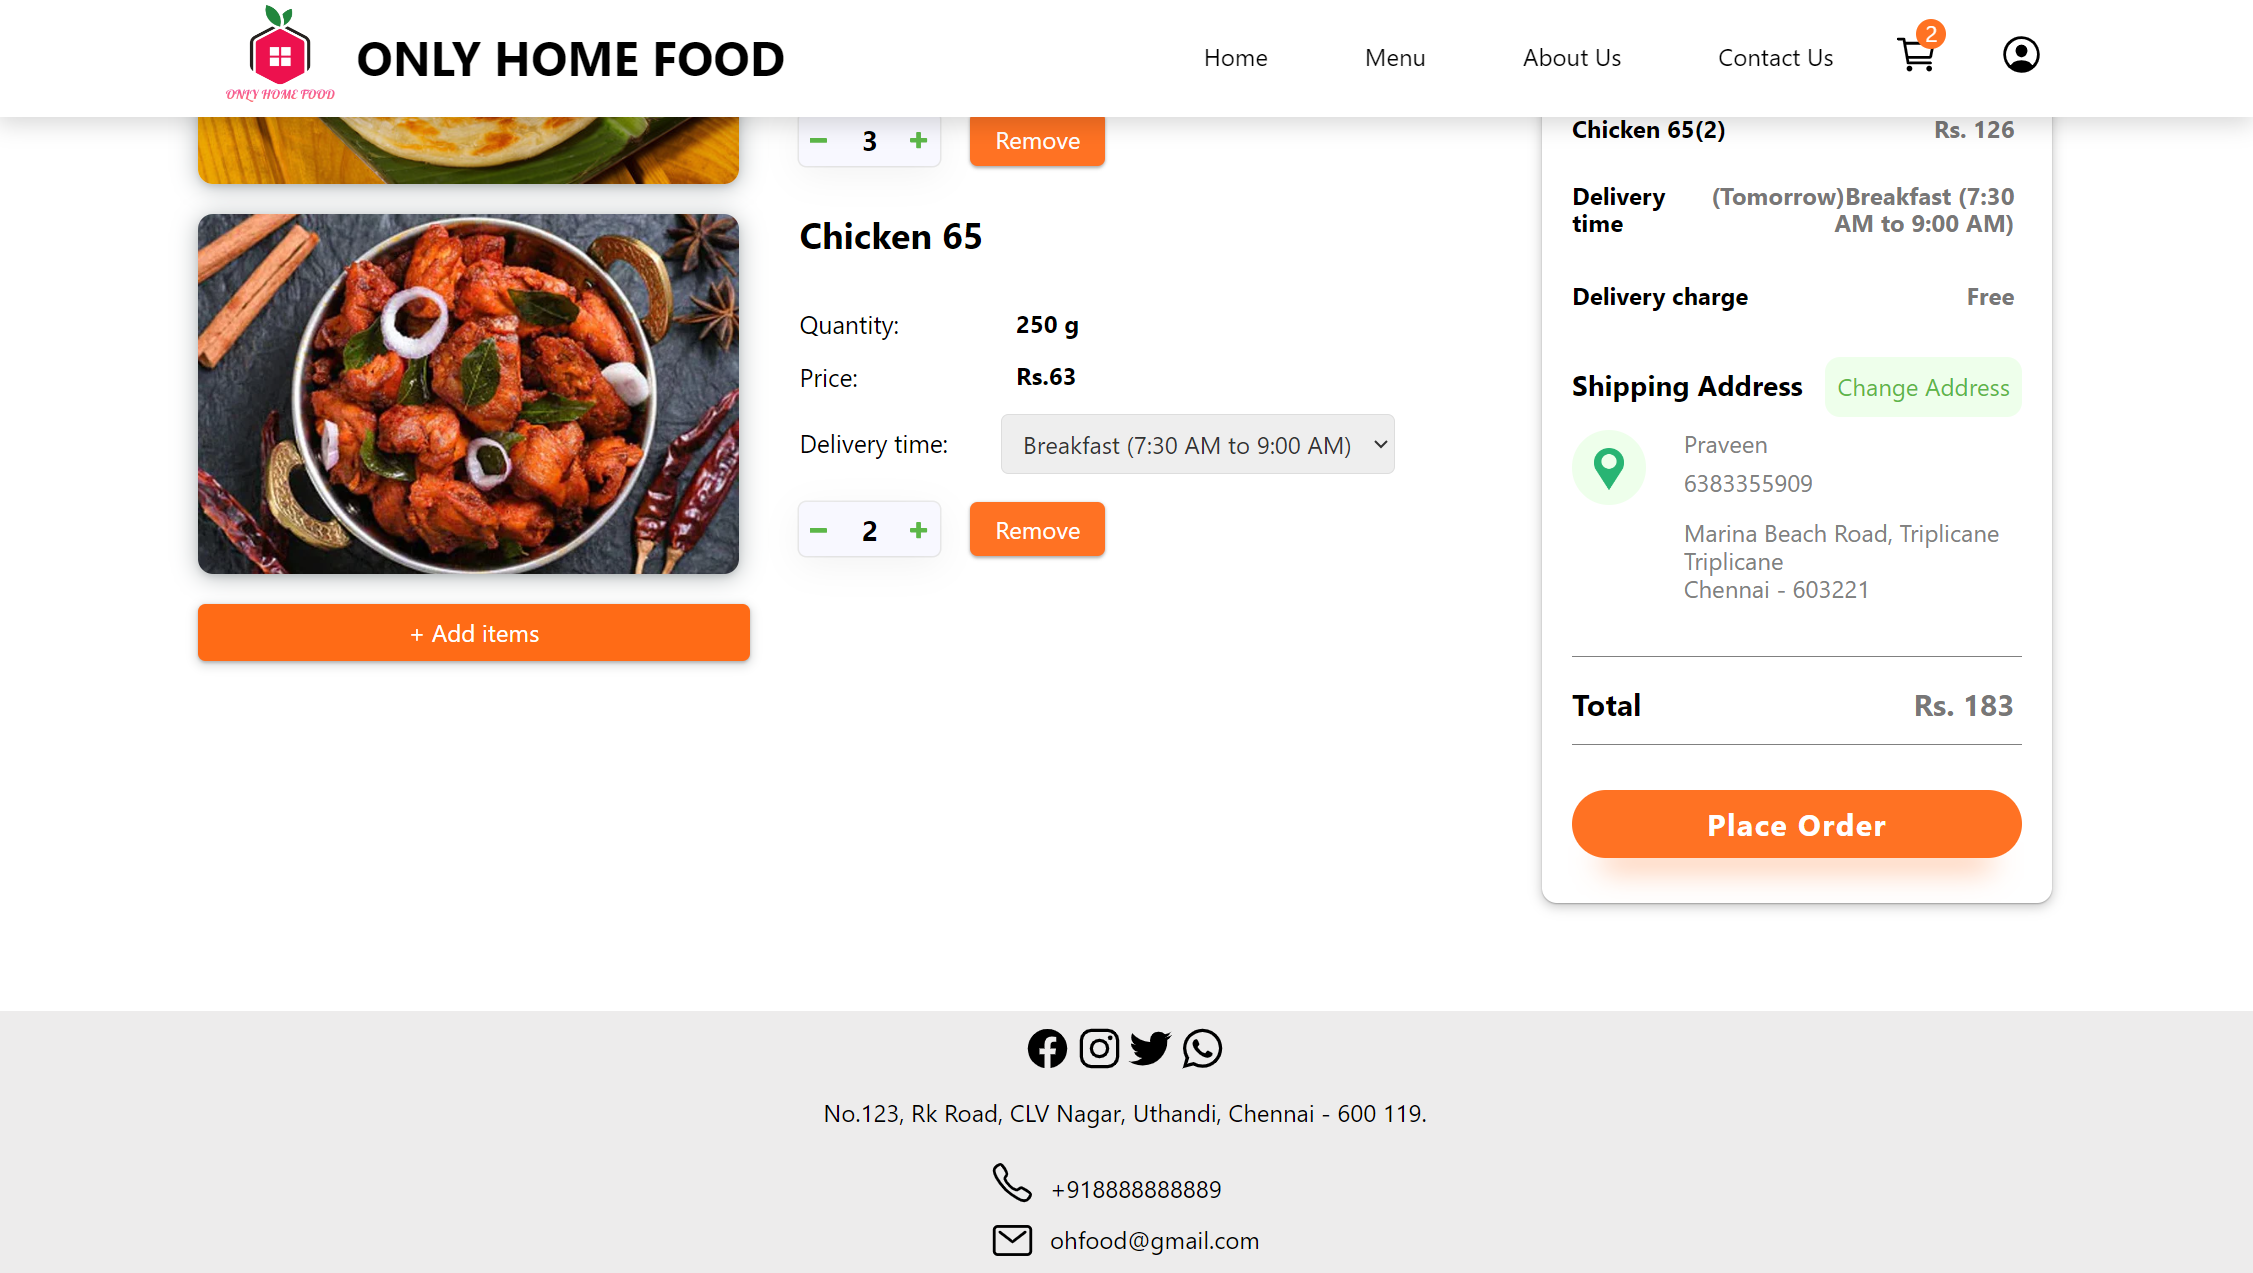 ONLY HOME FOOD
ONLY HOME FOOD
Home
Menu
About Us
Contact Us
2
3
Remove
Chicken 65
Quantity:
250 g
Price:
Rs.63
Delivery time:
Breakfast (7:30 AM to 9:00 AM)
2
Remove
+ Add items
Chicken 65(2)
Rs. 126
Delivery time
(Tomorrow)Breakfast (7:30 AM to 9:00 AM)
Delivery charge
Free
Shipping Address
Change Address
Praveen
6383355909
Marina Beach Road, Triplicane
Triplicane
Chennai - 603221
Total
Rs. 183
Place Order
No.123, Rk Road, CLV Nagar, Uthandi, Chennai - 600 119.
+918888888889
ohfood@gmail.com